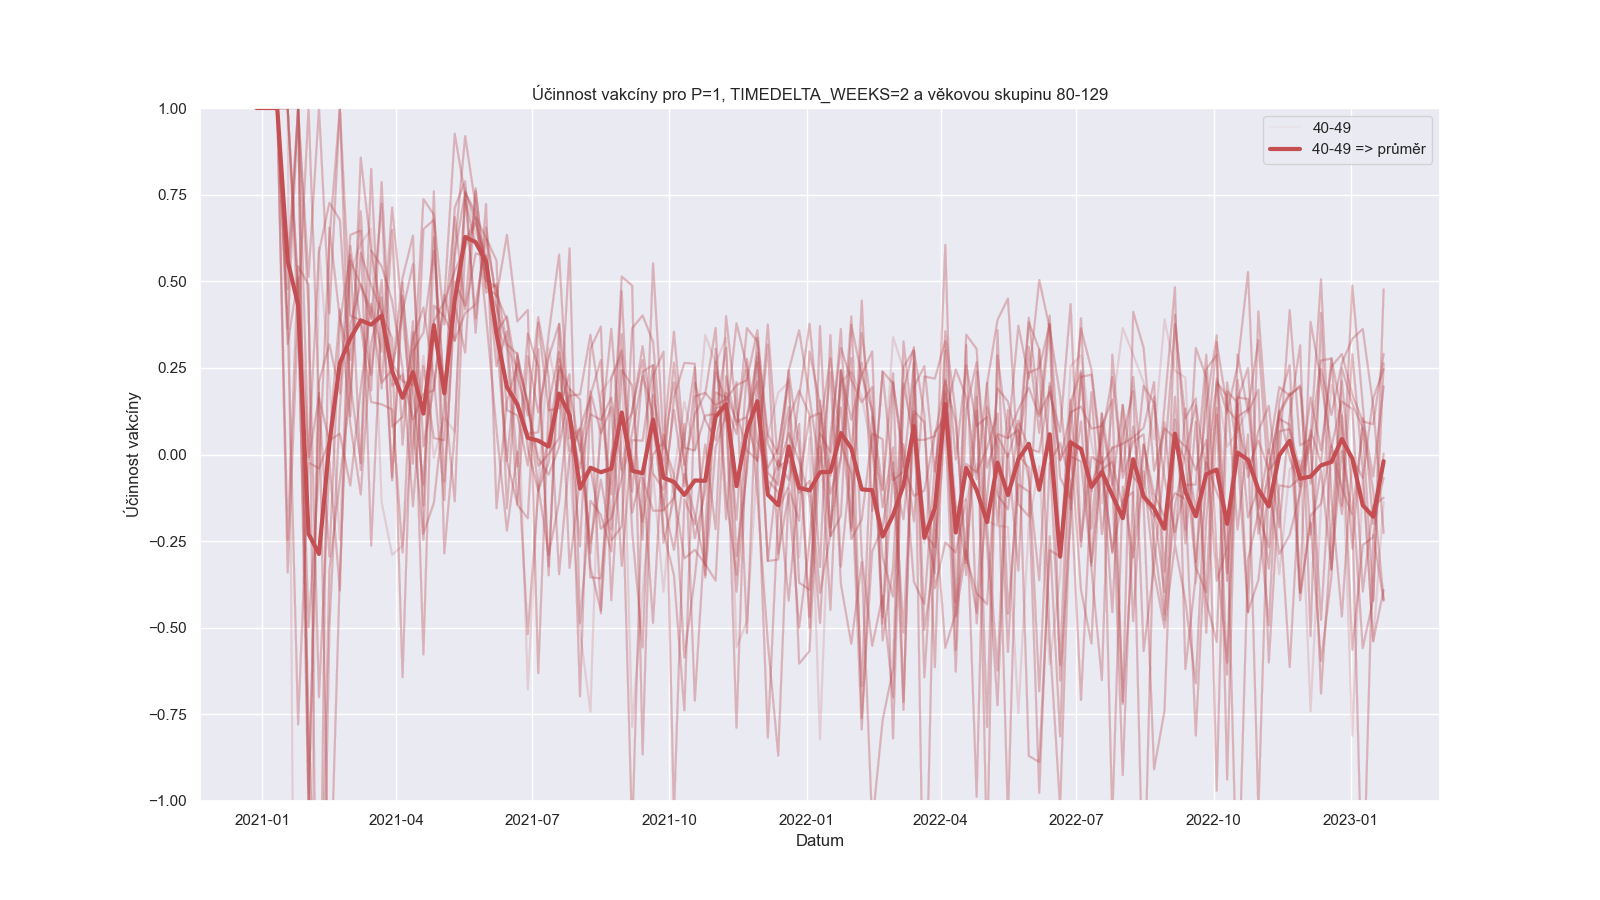 Účinnost vakcíny pro P=1, TIMEDELTA_WEEKS=2 a věkovou skupinu 80-129
40-49
40-49 => průměr
1.00
0.75
0.50
0.25
0.00
−0.25
−0.50
−0.75
−1.00
Účinnost vakcíny
2021-01 2021-04 2021-07 2021-10 2022-01 2022-04 2022-07 2022-10 2023-01
Datum